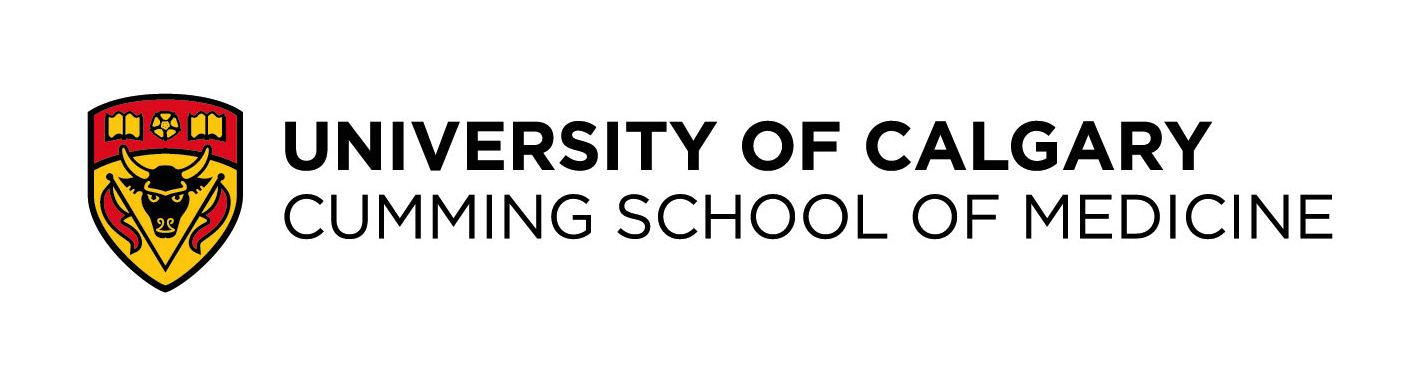 UNIVERSITY OF CALGARY
CUMMING SCHOOL OF MEDICINE